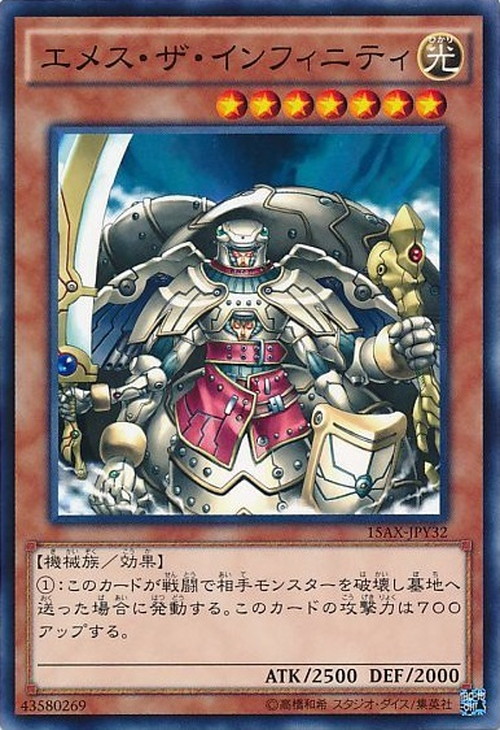 エメス・ザ・インフィニティ
光
15AX-JPY32
【機械族／効果】
①：このカードが戦闘で相手モンスターを破壊し墓地へ
送った場合に発動する。このカードの攻撃力は７００
アップする。
ATK/2500 DEF/2000
43580269
©高橋和希 スタジオ・ダイス/集英社